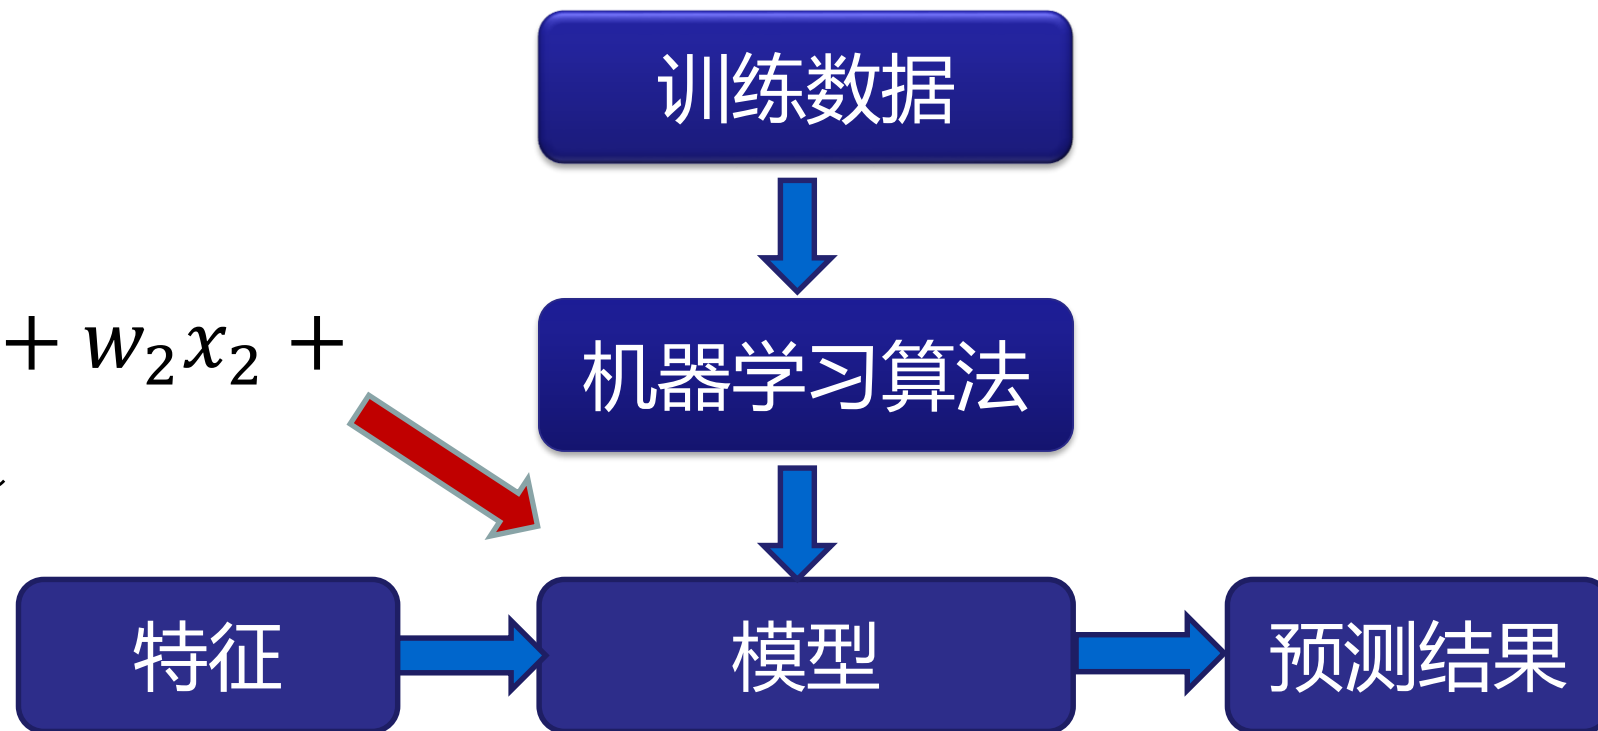 训练数据
+ w₂x₂ +
机器学习算法
特征
模型
预测结果